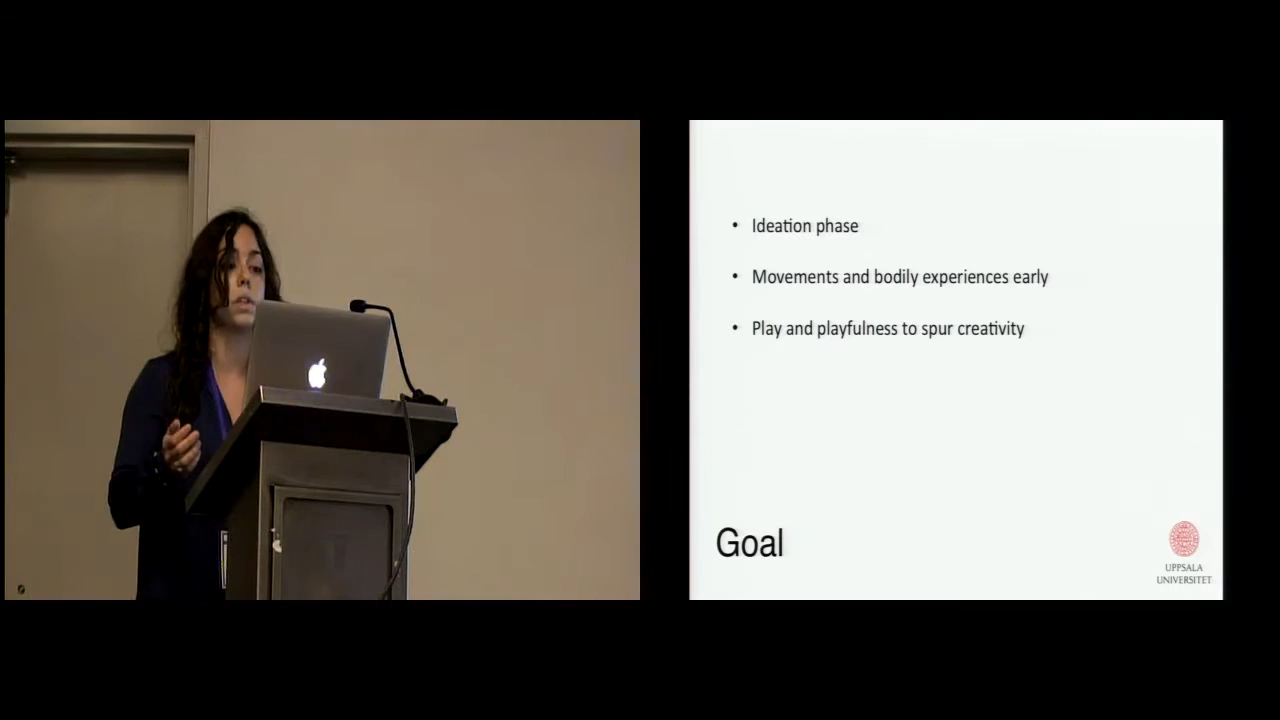 • Ideation phase
• Movements and bodily experiences early
• Play and playfulness to spur creativity
Goal
UPPSALA
UNIVERSITET